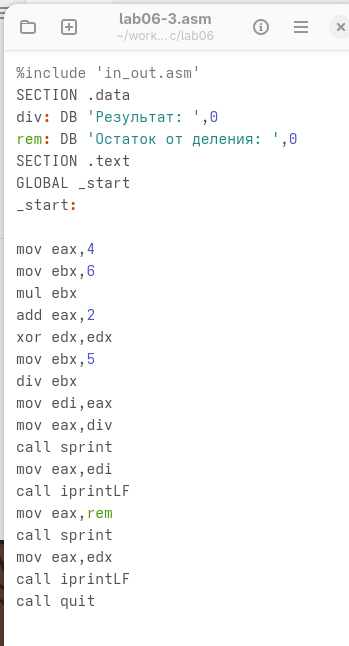 lab06-3.asm
~/work... c/lab06
%include 'in_out.asm'
SECTION .data
div: DB 'Результат: ',0
rem: DB 'Остаток от деления: ',0
SECTION .text
GLOBAL _start
_start:
mov eax,4
mov ebx,6
mul ebx
add eax,2
xor edx,edx
mov ebx,5
div ebx
mov edi,eax
mov eax,div
call sprint
mov eax,edi
call iprintLF
mov eax,rem
call sprint
mov eax,edx
call iprintLF
call quit